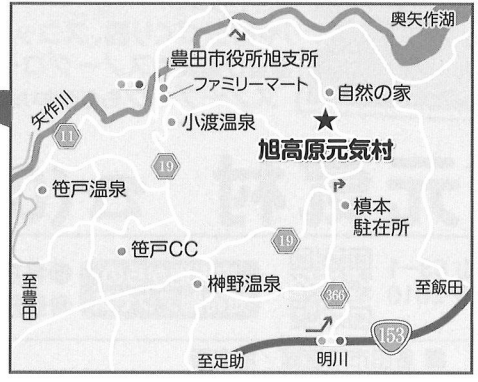 奥矢作湖
豊田市役所旭支所
ファミリーマート
自然の家
矢作川
小渡温泉
11
旭高原元気村
19
笹戸温泉
槙本
駐在所
笹戸CC
19
榊野温泉
至豊田
366
至飯田
153
至足助
明川